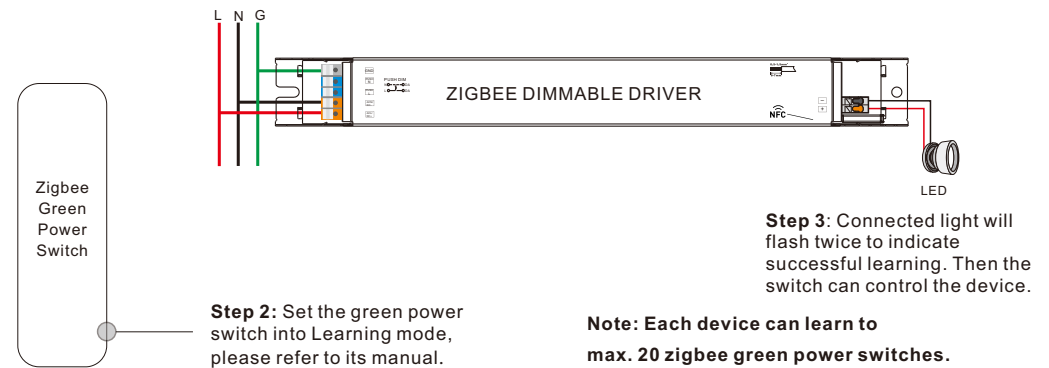 L N G
PUSH DIM
ZIGBEE DIMMABLE DRIVER
NFC
−
+
LED
Zigbee
Green
Power
Switch
Step 3: Connected light will
flash twice to indicate
successful learning. Then the
switch can control the device.
Step 2: Set the green power
switch into Learning mode,
please refer to its manual.
Note: Each device can learn to
max. 20 zigbee green power switches.